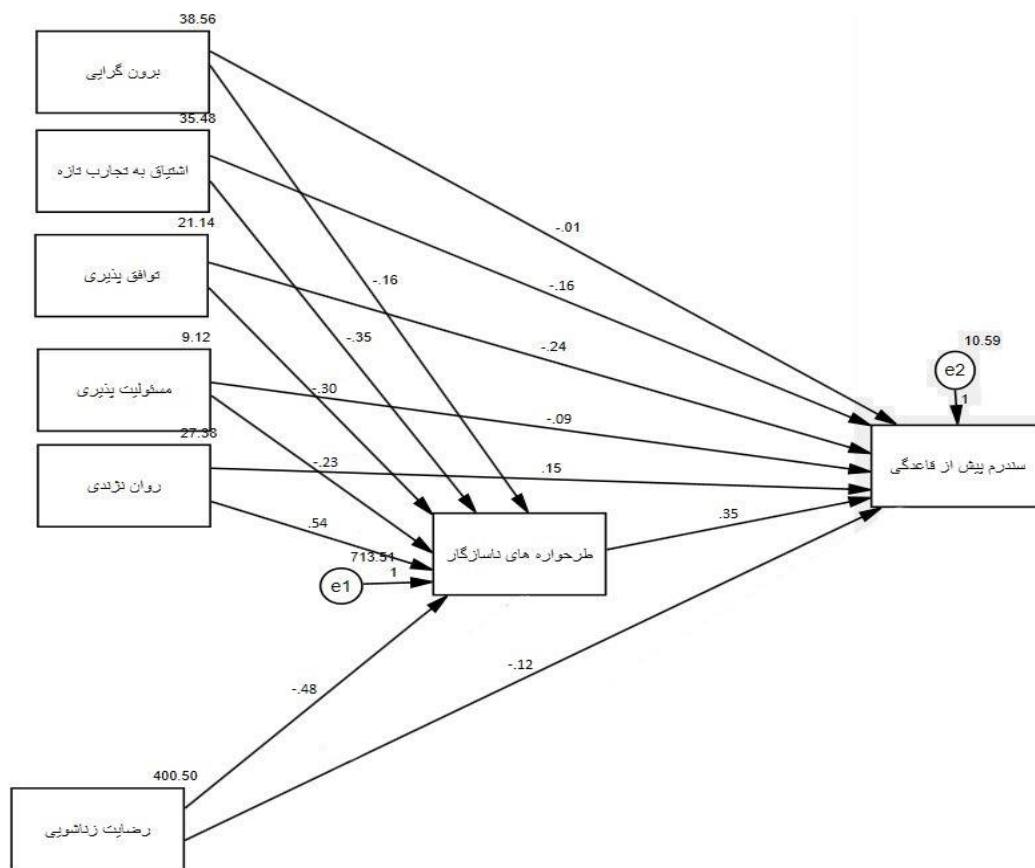 38.56
برون گرایی
35.48
اشتیاق به تجارب تازه
21.14
توافق پذیری
9.12
مسئولیت پذیری
27.38
روان نژندی
-.01
-.16
-.16
-.35
-.24
-.30
-.09
-.23
.15
.54
.35
10.59
e2
1
سندرم پیش از قاعدگی
طرحواره های ناسازگار
713.51
e1
1
-.48
-.12
400.50
رضایت زناشویی